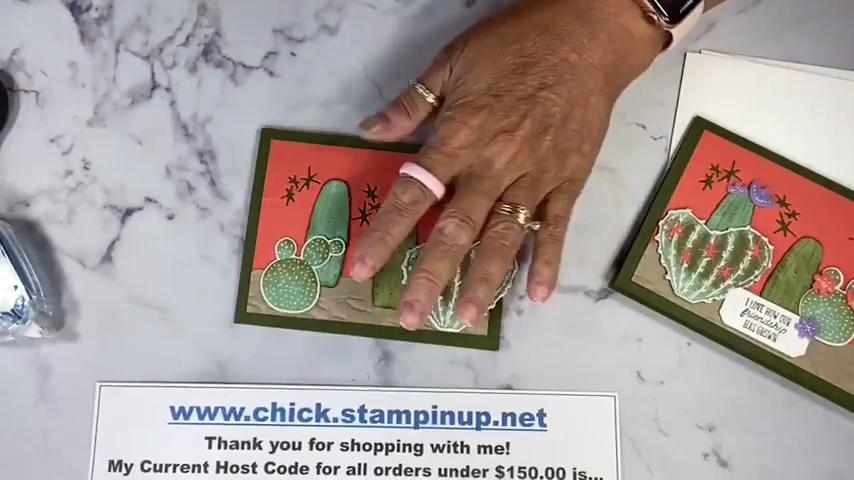 I LOVE HOW OUR
friendship
HAS GROWN
www.chick.stampinup.net
Thank You for Shopping with me!
My Current Host Code for all Orders under $150.00 is...